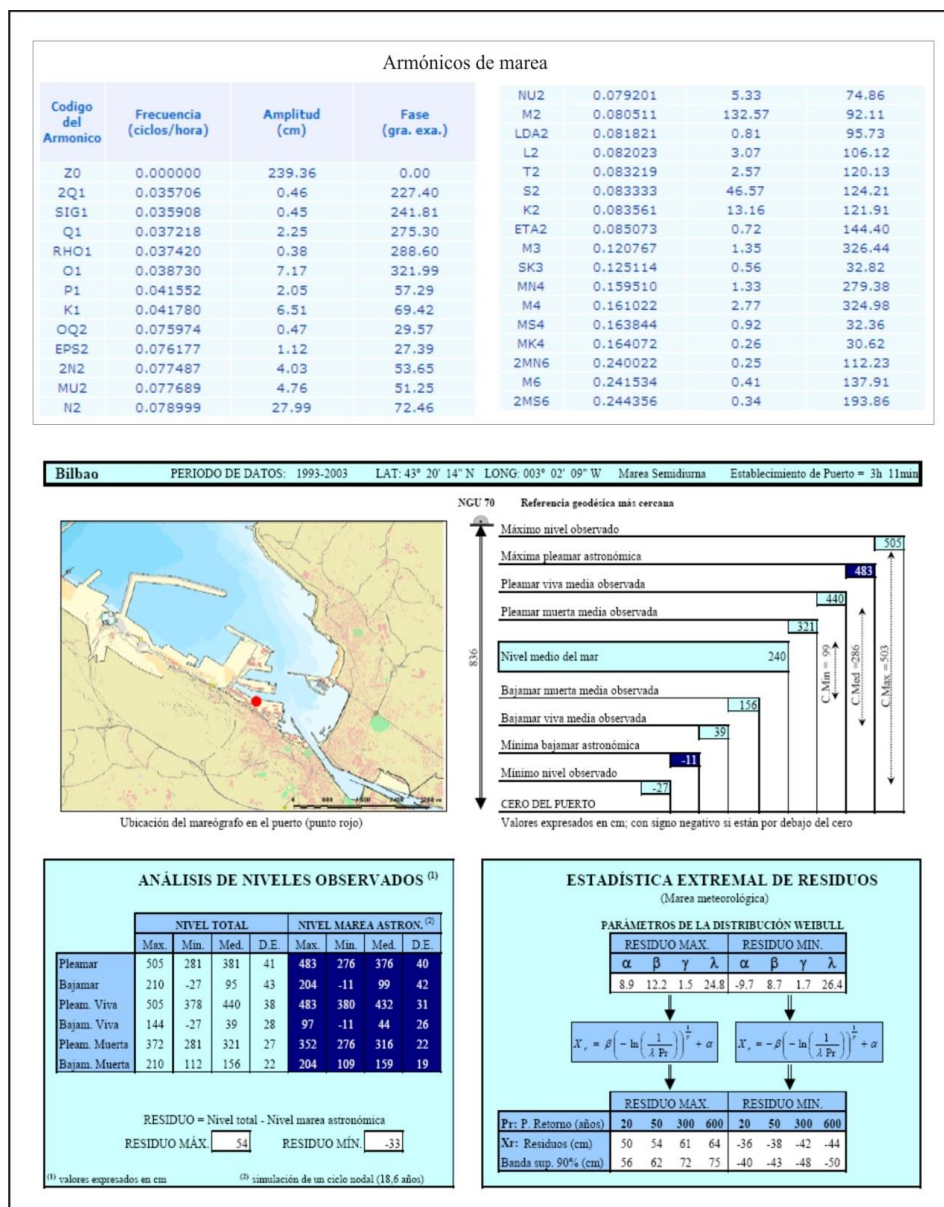 Armónicos de marea
Codigo del Armonico Frecuencia (ciclos/hora) Amplitud (cm) Fase (gra. exa.)
Z0 0.000000 239.36 0.00
2Q1 0.035706 0.46 227.40
SIG1 0.035908 0.45 241.81
Q1 0.037218 2.25 275.30
RHO1 0.037420 0.38 288.60
O1 0.038730 7.17 321.99
P1 0.041552 2.05 57.29
K1 0.041780 6.51 69.42
OQ2 0.075974 0.47 29.57
EPS2 0.076177 1.12 27.39
2N2 0.077487 4.03 53.65
MU2 0.077689 4.76 51.25
N2 0.078999 27.99 72.46
NU2 0.079201 5.33 74.86
M2 0.080511 132.57 92.11
LDA2 0.081821 0.81 95.73
L2 0.082023 3.07 106.12
T2 0.083219 2.57 120.13
S2 0.083333 46.57 124.21
K2 0.083561 13.16 121.91
ETA2 0.085073 0.72 144.40
M3 0.120767 1.35 326.44
SK3 0.125114 0.56 32.82
MN4 0.159510 1.33 279.38
M4 0.161022 2.77 324.98
MS4 0.163844 0.92 32.36
MK4 0.164072 0.26 30.62
2MN6 0.240022 0.25 112.23
M6 0.241534 0.41 137.91
2MS6 0.244356 0.34 193.86
Bilbao PERIODO DE DATOS: 1993-2003 LAT: 43º 20' 14" N LONG: 003º 02' 09" W Marea Semidiurna Establecimiento de Puerto = 3h 11min
NGU 70 Referencia geodésica más cercana
Máximo nivel observado
505
Máxima pleamar astronómica
483
Pleamar viva media observada
440
Pleamar muerta media observada
321
836
Nivel medio del mar 240
C.Min = 99
C.Med =286
C.Max. =503
Bajamar muerta media observada
156
Bajamar viva media observada
39
Mínima bajamar astronómica
-11
Mínimo nivel observado
-27
CERO DEL PUERTO
Ubicación del mareógrafo en el puerto (punto rojo)
Valores expresados en cm; con signo negativo si están por debajo del cero
ANÁLISIS DE NIVELES OBSERVADOS (1)
NIVEL TOTAL NIVEL MAREA ASTRON. (2)
Max. Min. Med. D.E. Max. Min. Med. D.E.
Pleamar 505 281 381 41 483 276 376 40
Bajamar 210 -27 95 43 204 -11 99 42
Pleam. Viva 505 378 440 38 483 380 432 31
Bajam. Viva 144 -27 39 28 97 -11 44 26
Pleam. Muerta 372 281 321 27 352 276 316 22
Bajam. Muerta 210 112 156 22 204 109 159 19
RESIDUO = Nivel total - Nivel marea astronómica
RESIDUO MÁX. 54 RESIDUO MÍN. -33
(1) valores expresados en cm (2) simulación de un ciclo nodal (18,6 años)
ESTADÍSTICA EXTREMAL DE RESIDUOS
(Marea meteorológica)
PARÁMETROS DE LA DISTRIBUCIÓN WEIBULL
RESIDUO MAX. RESIDUO MIN.
α β γ λ α β γ λ
8.9 12.2 1.5 24.8 -9.7 8.7 1.7 26.4
X_r = β(-ln(1/(λ Pr)))^(1/γ) + α X_r = -β(-ln(1/(λ Pr)))^(1/γ) + α
RESIDUO MAX. RESIDUO MIN.
Pr: P. Retorno (años) 20 50 300 600 20 50 300 600
Xr: Residuos (cm) 50 54 61 64 -36 -38 -42 -44
Banda sup. 90% (cm) 56 62 72 75 -40 -43 -48 -50